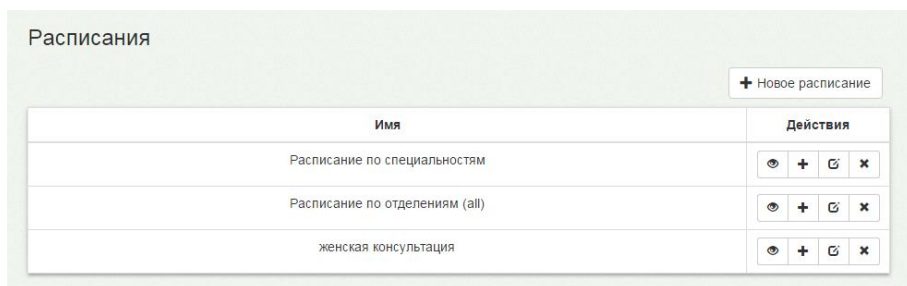 Расписания
Новое расписание
Имя Действия
Расписание по специальностям
Расписание по отделениям (all)
женская консультация